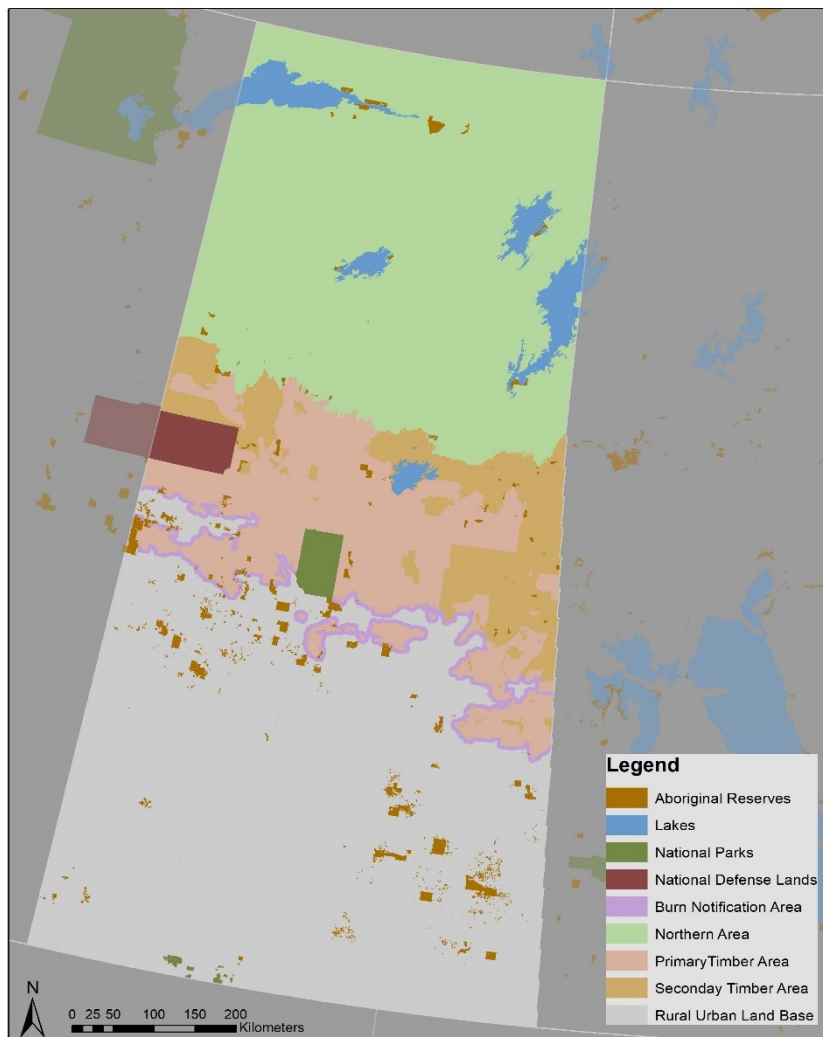 Legend
Aboriginal Reserves
Lakes
National Parks
National Defense Lands
Burn Notification Area
Northern Area
PrimaryTimber Area
Seconday Timber Area
Rural Urban Land Base
N
0 25 50 100 150 200
Kilometers